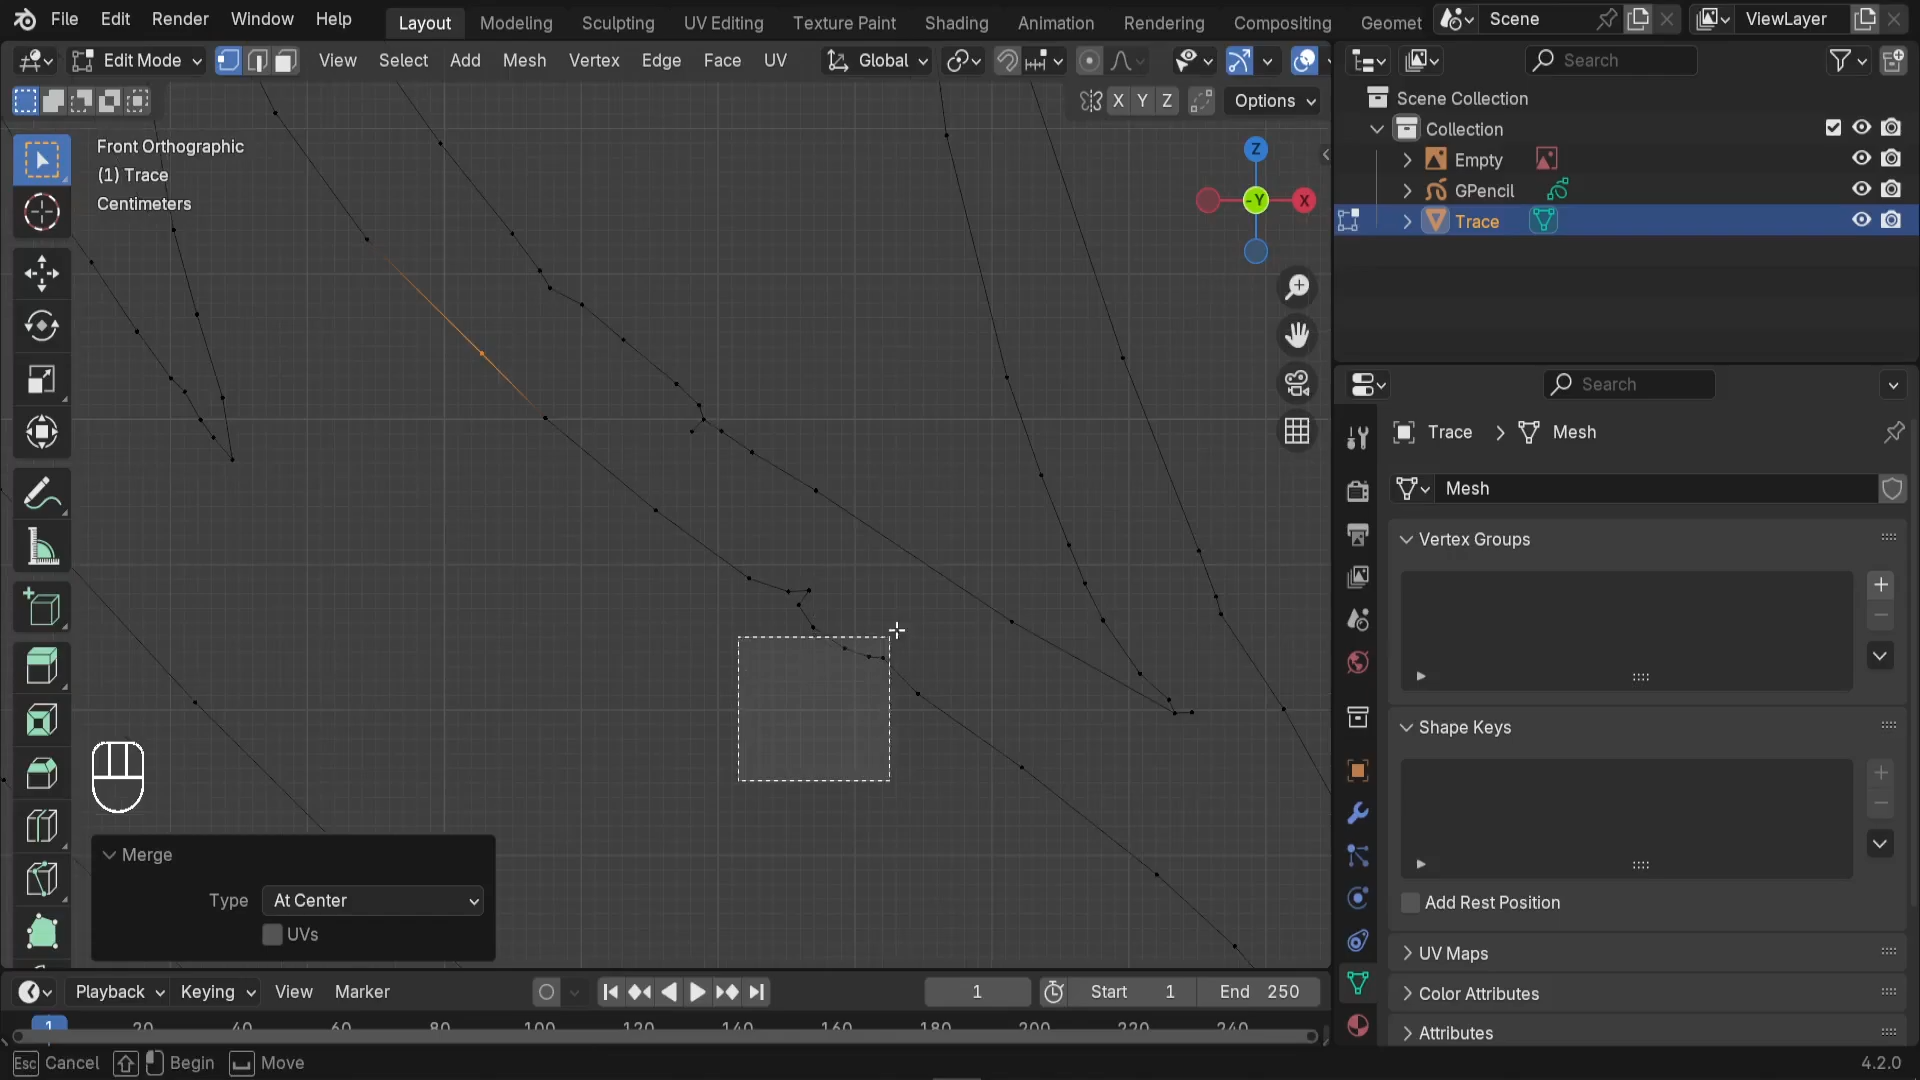 File Edit Render Window Help Layout Modeling Sculpting UV Editing Texture Paint Shading Animation Rendering Compositing Geomet Scene ViewLayer
Edit Mode View Select Add Mesh Vertex Edge Face UV Global
X Y Z Options
Search
Scene Collection
Collection
Empty
GPencil
Trace
Front Orthographic
(1) Trace
Centimeters
Z
-Y
X
Search
Trace Mesh
Mesh
Vertex Groups
Shape Keys
Add Rest Position
UV Maps
Color Attributes
Attributes
Merge
Type At Center
UVs
Playback Keying View Marker 1 Start 1 End 250
1 20 40 60 80 100 120 140 160 180 200 220 240
Esc Cancel Begin Move 4.2.0